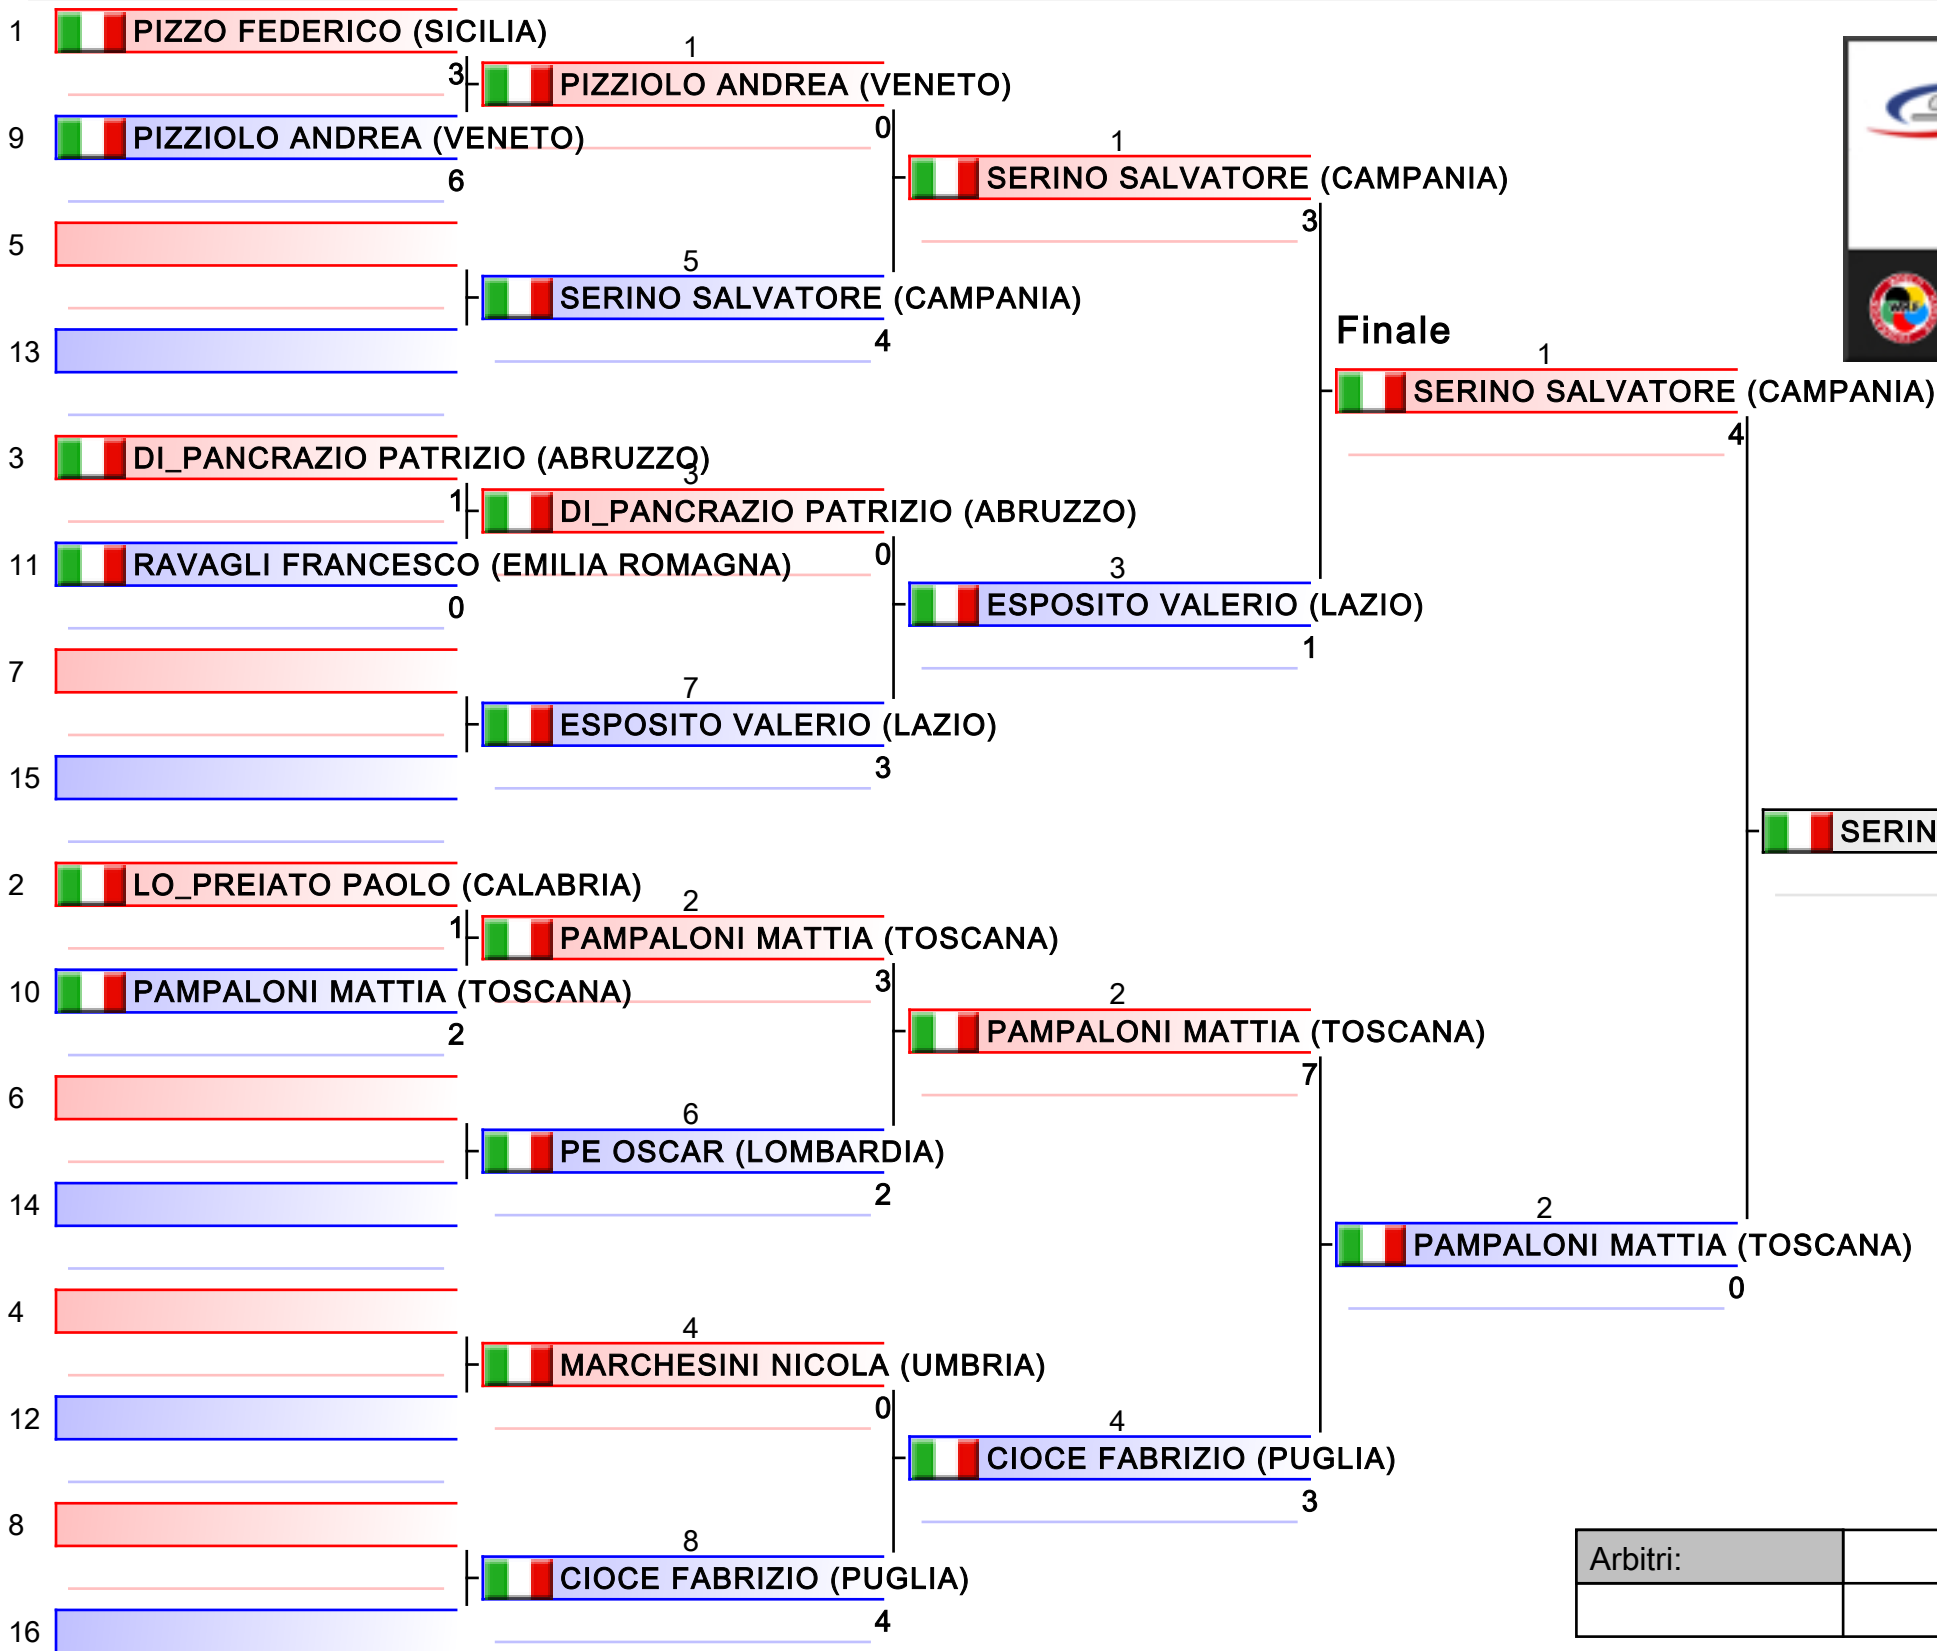 1 PIZZO FEDERICO (SICILIA)
3
1
PIZZIOLO ANDREA (VENETO)
0
9 PIZZIOLO ANDREA (VENETO)
6
1
SERINO SALVATORE (CAMPANIA)
3
5
5
SERINO SALVATORE (CAMPANIA)
4
13
Finale
1
SERINO SALVATORE (CAMPANIA)
4
3 DI_PANCRAZIO PATRIZIO (ABRUZZO)
1
3
DI_PANCRAZIO PATRIZIO (ABRUZZO)
0
11 RAVAGLI FRANCESCO (EMILIA ROMAGNA)
0
3
ESPOSITO VALERIO (LAZIO)
1
7
7
ESPOSITO VALERIO (LAZIO)
3
15
SERIN
2 LO_PREIATO PAOLO (CALABRIA)
1
2
PAMPALONI MATTIA (TOSCANA)
3
10 PAMPALONI MATTIA (TOSCANA)
2
2
PAMPALONI MATTIA (TOSCANA)
7
6
6
PE OSCAR (LOMBARDIA)
2
14
2
PAMPALONI MATTIA (TOSCANA)
0
4
4
MARCHESINI NICOLA (UMBRIA)
0
12
4
CIOCE FABRIZIO (PUGLIA)
3
8
8
CIOCE FABRIZIO (PUGLIA)
4
16
Arbitri: